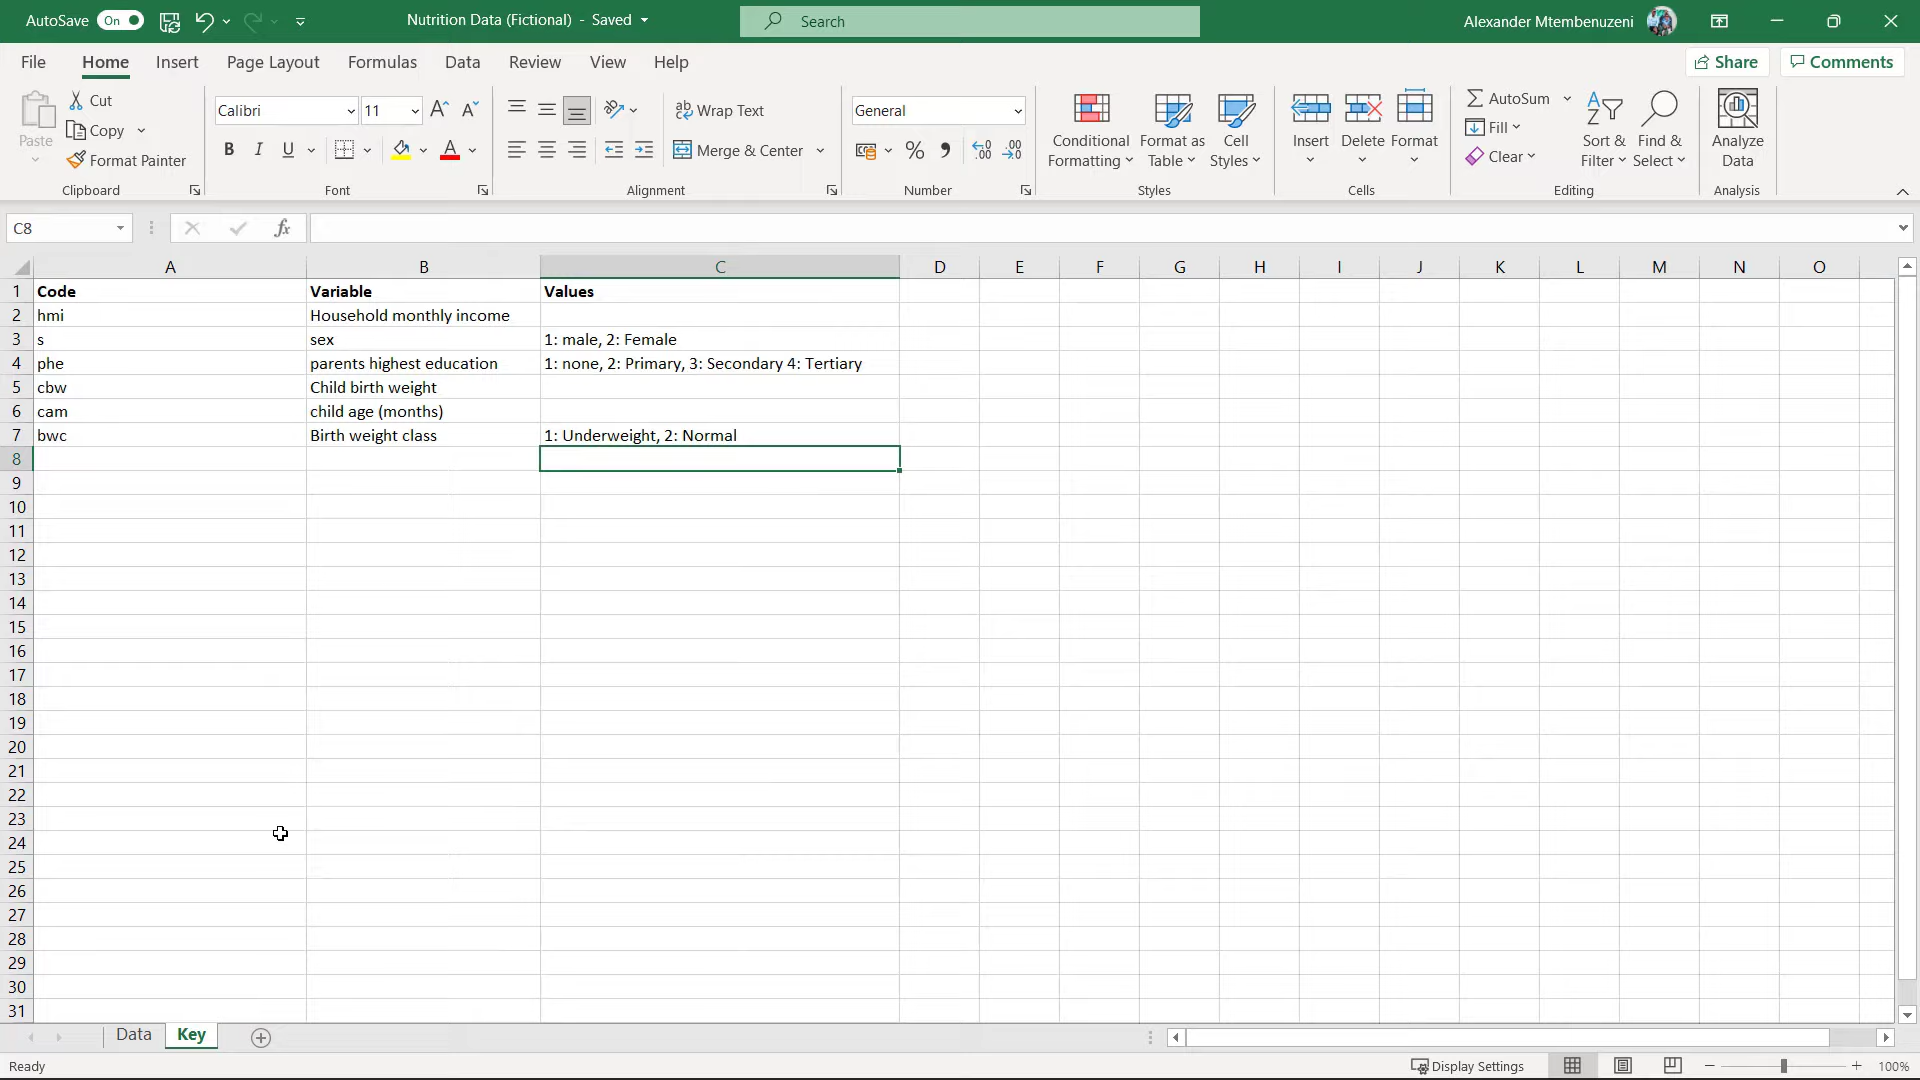 AutoSave On Nutrition Data (Fictional) - Saved Search Alexander Mtembenuzeni
File Home Insert Page Layout Formulas Data Review View Help Share Comments
Paste Cut Copy Format Painter Clipboard
Calibri 11 B I U A Font
ab Wrap Text Merge & Center Alignment
General % Number
Conditional Formatting Format as Table Cell Styles Styles
Insert Delete Format Cells
AutoSum Fill Clear Sort & Filter Find & Select Editing
Analyze Data Analysis
C8 fx
A B C D E F G H I J K L M N O
1 Code Variable Values
2 hmi Household monthly income
3 s sex 1: male, 2: Female
4 phe parents highest education 1: none, 2: Primary, 3: Secondary 4: Tertiary
5 cbw Child birth weight
6 cam child age (months)
7 bwc Birth weight class 1: Underweight, 2: Normal
8
9
10
11
12
13
14
15
16
17
18
19
20
21
22
23
24
25
26
27
28
29
30
31
Data Key
Ready Display Settings 100%